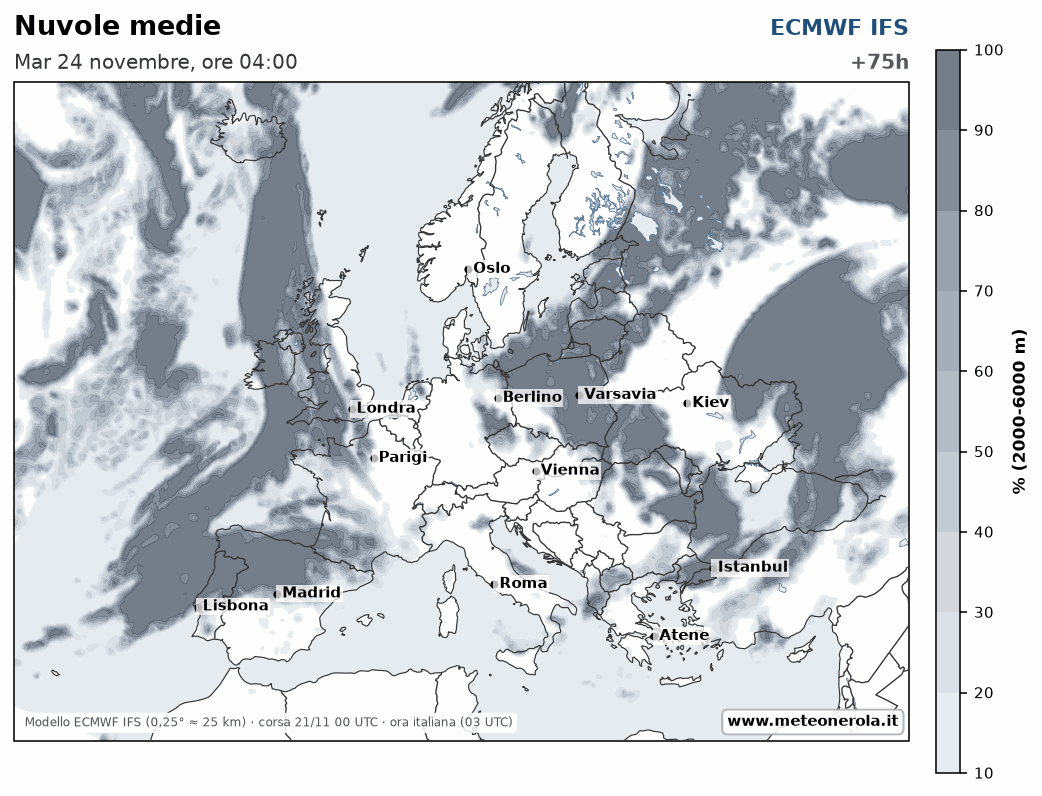 Nuvole medie
ECMWF IFS
Mar 24 novembre, ore 04:00
+75h
100
90
80
70
60
50
40
30
20
10
% (2000-6000 m)
Oslo
Berlino
Varsavia
Kiev
Londra
Parigi
Vienna
Istanbul
Roma
Madrid
Lisbona
Atene
Modello ECMWF IFS (0,25° ≈ 25 km) · corsa 21/11 00 UTC · ora italiana (03 UTC)
www.meteonerola.it